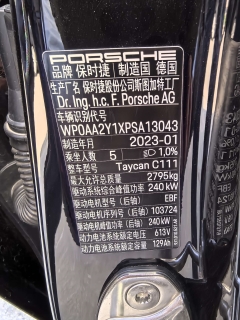 PORSCHE
品牌 保时捷 制造国 德国
生产厂名 保时捷股份公司斯图加特工厂
Dr. Ing. h.c. F. Porsche AG
车辆识别代号
WP0AA2Y1XPSA13043
制造年月 2023-01
乘坐人数 5 1.0%
整车型号 Taycan C111
最大允许总质量 2795kg
驱动系统综合峰值功率 240 kW
驱动电机型号(后轴) EBF
驱动电机序列号(后轴) 103724
驱动电机峰值功率(后轴) 240 kW
动力电池系统额定电压 613V
动力电池系统额定容量 129Ah